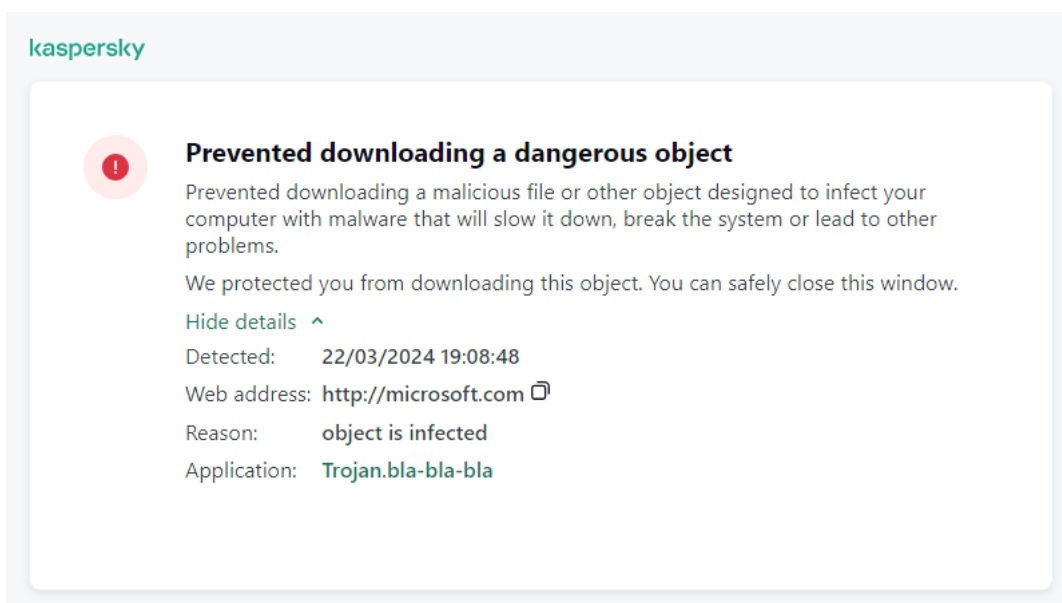 kaspersky
Prevented downloading a dangerous object
Prevented downloading a malicious file or other object designed to infect your
computer with malware that will slow it down, break the system or lead to other
problems.
We protected you from downloading this object. You can safely close this window.
Hide details
Detected: 22/03/2024 19:08:48
Web address: http://microsoft.com
Reason: object is infected
Application: Trojan.bla-bla-bla